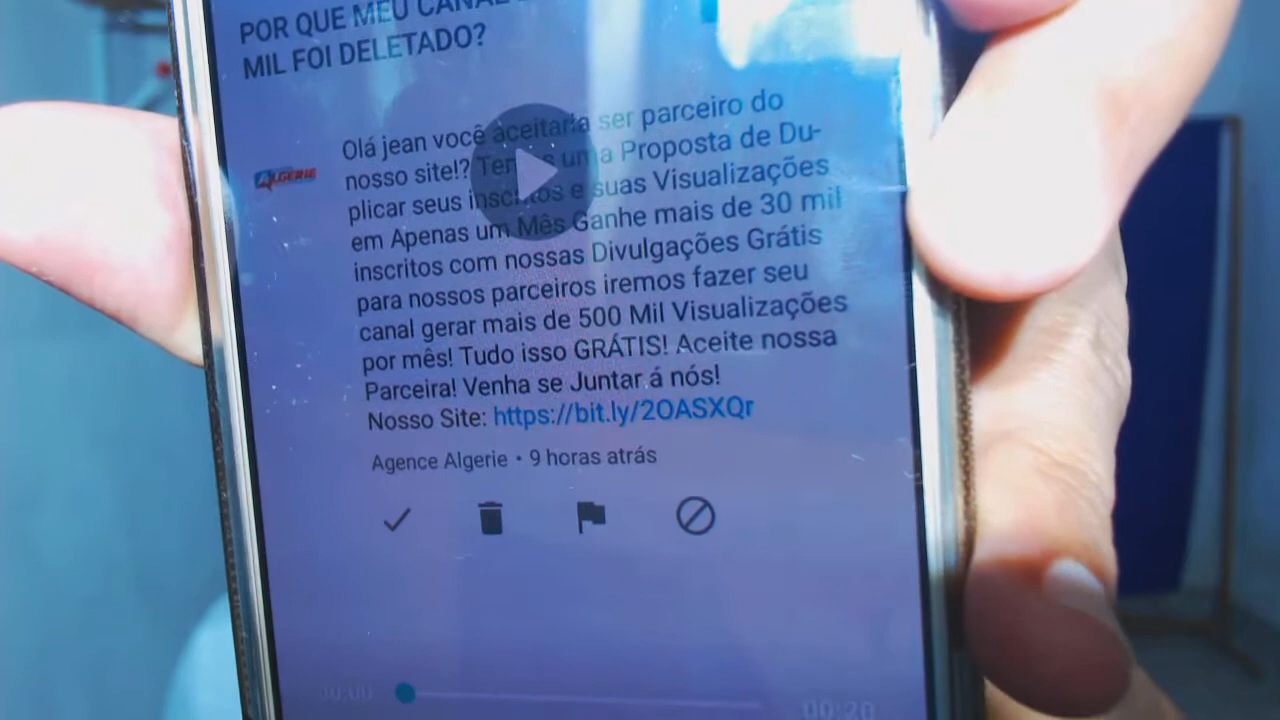 POR QUE MEU CANAL
MIL FOI DELETADO?
Olá jean você aceitaria ser parceiro do
nosso site!? Temos uma Proposta de Du-
plicar seus inscritos e suas Visualizações
em Apenas um Mês Ganhe mais de 30 mil
inscritos com nossas Divulgações Grátis
para nossos parceiros iremos fazer seu
canal gerar mais de 500 Mil Visualizações
por mês! Tudo isso GRÁTIS! Aceite nossa
Parceira! Venha se Juntar á nós!
Nosso Site: https://bit.ly/2OASXQr
ALGERIE
Agence Algerie • 9 horas atrás
00:00
00:20